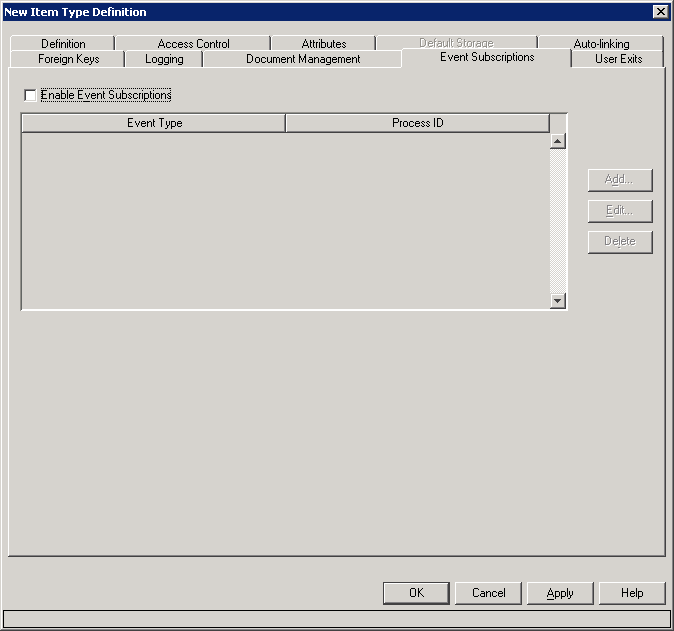 New Item Type Definition
Definition Access Control Attributes Default Storage Auto-linking
Foreign Keys Logging Document Management Event Subscriptions User Exits
Enable Event Subscriptions
Event Type Process ID
Add...
Edit...
Delete
OK Cancel Apply Help